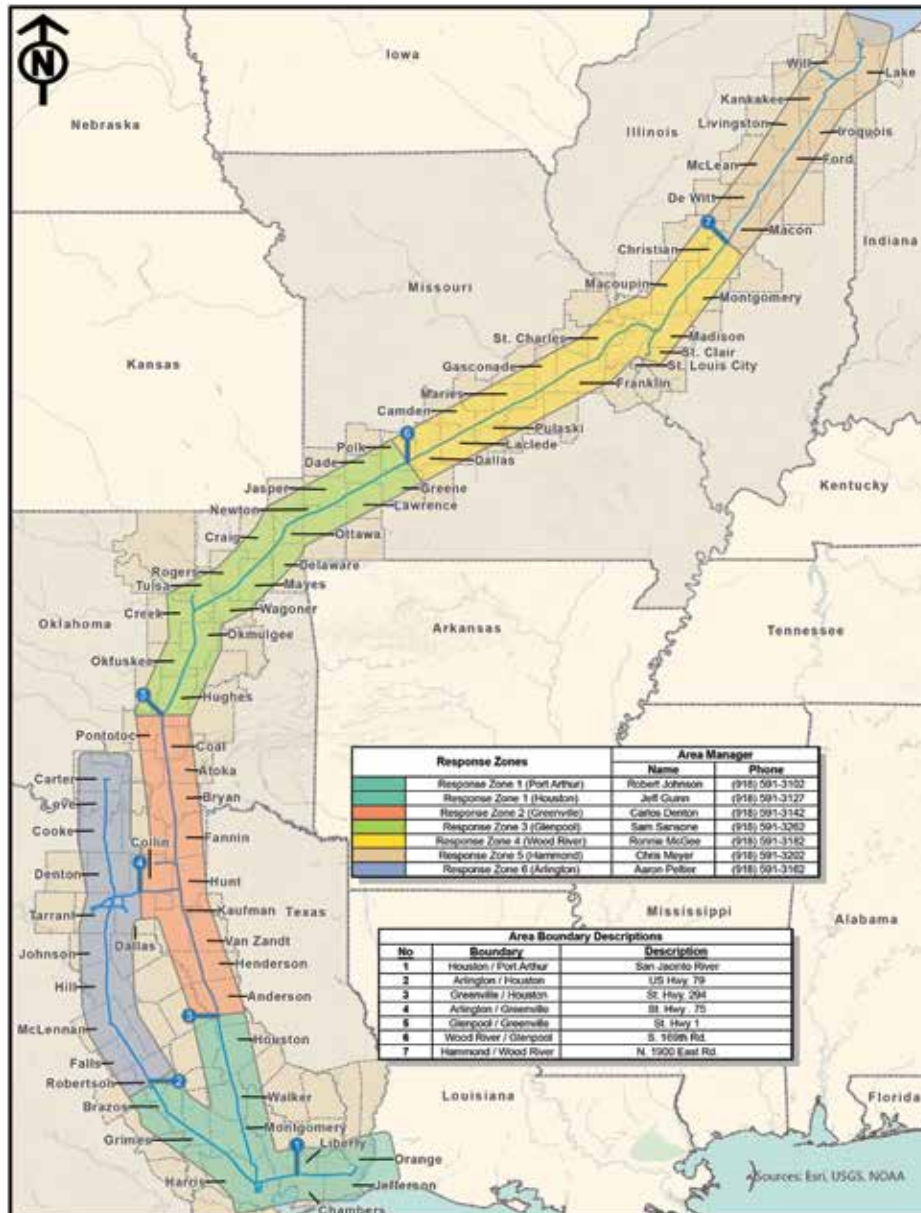 N
Iowa
Nebraska
Will
Lake
Kankakee
Illinois
Livingston
Iroquois
McLean
Ford
De Witt
Macon
Indiana
Christian
7
Missouri
Macoupin
Montgomery
Kansas
St. Charles
Madison
St. Clair
Gasconade
St. Louis City
Maries
Franklin
Camden
6
Pulaski
Polk
Laclede
Dade
Dallas
Kentucky
Jasper
Greene
Newton
Lawrence
Craig
Ottawa
Rogers
Delaware
Tulsa
Mayes
Creek
Wagoner
Oklahoma
Arkansas
Tennessee
Okmulgee
Okfuskee
5
Hughes
Pontotoc
Coal
Carter
Atoka
Love
Bryan
Cooke
Fannin
Collin
4
Denton
Hunt
Tarrant
Kaufman
Texas
Mississippi
Alabama
Dallas
Van Zandt
Johnson
Henderson
Hill
Anderson
3
McLennan
Houston
Falls
Robertson
2
Louisiana
Florida
Brazos
Walker
Montgomery
Grimes
1
Liberty
Orange
Harris
Jefferson
Chambers
Response Zones Area Manager
Name Phone
Response Zone 1 (Port Arthur) Robert Johnson (918) 591-3102
Response Zone 1 (Houston) Jeff Gunn (918) 591-3127
Response Zone 2 (Greenville) Carlos Denton (918) 591-3142
Response Zone 3 (Glenpool) Sam Sansone (918) 591-3262
Response Zone 4 (Wood River) Ronnie McGee (918) 591-3182
Response Zone 5 (Hammond) Chris Meyer (918) 591-3202
Response Zone 6 (Arlington) Aaron Peltier (918) 591-3162
Area Boundary Descriptions
No Boundary Description
1 Houston / Port Arthur San Jacinto River
2 Arlington / Houston US Hwy. 79
3 Greenville / Houston St. Hwy. 294
4 Arlington / Greenville St. Hwy . 75
5 Glenpool / Greenville St. Hwy 1
6 Wood River / Glenpool S. 169th Rd.
7 Hammond / Wood River N. 1900 East Rd.
Sources: Esri, USGS, NOAA